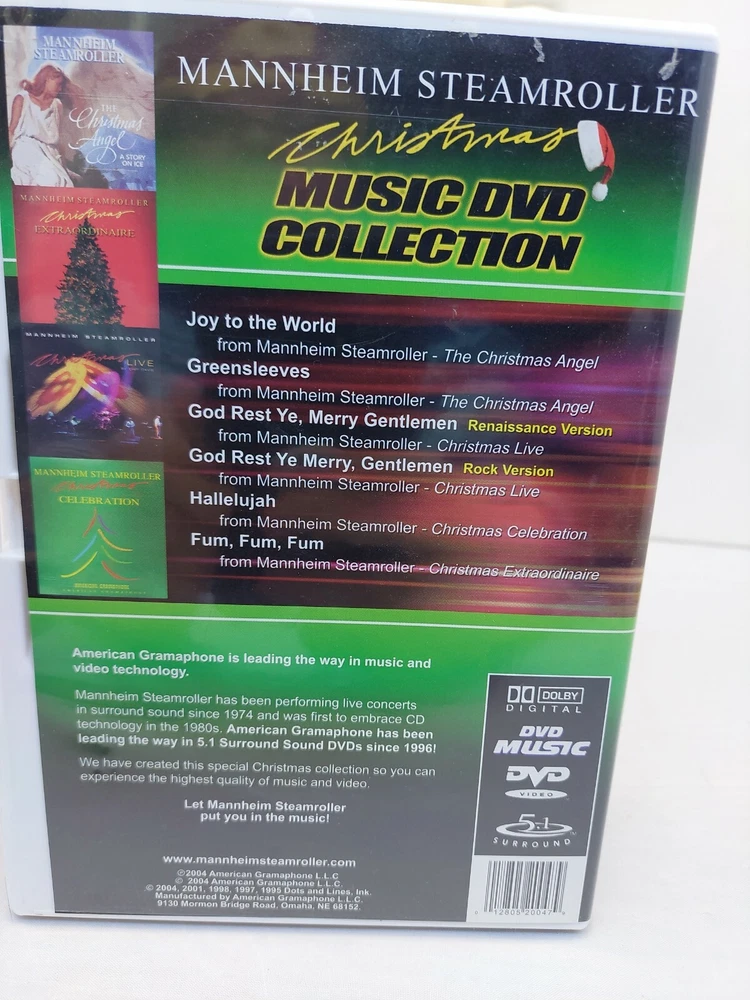 MANNHEIM
STEAMROLLER
THE
Christmas
Angel
A STORY
ON ICE
MANNHEIM STEAMROLLER
Christmas
EXTRAORDINAIRE
MANNHEIM STEAMROLLER
Christmas
LIVE
MANNHEIM STEAMROLLER
Christmas
CELEBRATION
MANNHEIM STEAMROLLER
Christmas
MUSIC DVD
COLLECTION
Joy to the World
from Mannheim Steamroller - The Christmas Angel
Greensleeves
from Mannheim Steamroller - The Christmas Angel
God Rest Ye, Merry Gentlemen Renaissance Version
from Mannheim Steamroller - Christmas Live
God Rest Ye Merry, Gentlemen Rock Version
from Mannheim Steamroller - Christmas Live
Hallelujah
from Mannheim Steamroller - Christmas Celebration
Fum, Fum, Fum
from Mannheim Steamroller - Christmas Extraordinaire
American Gramaphone is leading the way in music and
video technology.
Mannheim Steamroller has been performing live concerts
in surround sound since 1974 and was first to embrace CD
technology in the 1980s. American Gramaphone has been
leading the way in 5.1 Surround Sound DVDs since 1996!
We have created this special Christmas collection so you can
experience the highest quality of music and video.
Let Mannheim Steamroller
put you in the music!
www.mannheimsteamroller.com
℗2004 American Gramaphone L.L.C
© 2004 American Gramaphone L.L.C.
© 2004, 2001, 1998, 1997, 1995 Dots and Lines, Ink.
Manufactured by American Gramaphone L.L.C.
9130 Mormon Bridge Road, Omaha, NE 68152.
DOLBY
DIGITAL
DVD
MUSIC
DVD
VIDEO
5.1
SURROUND
12805 20047